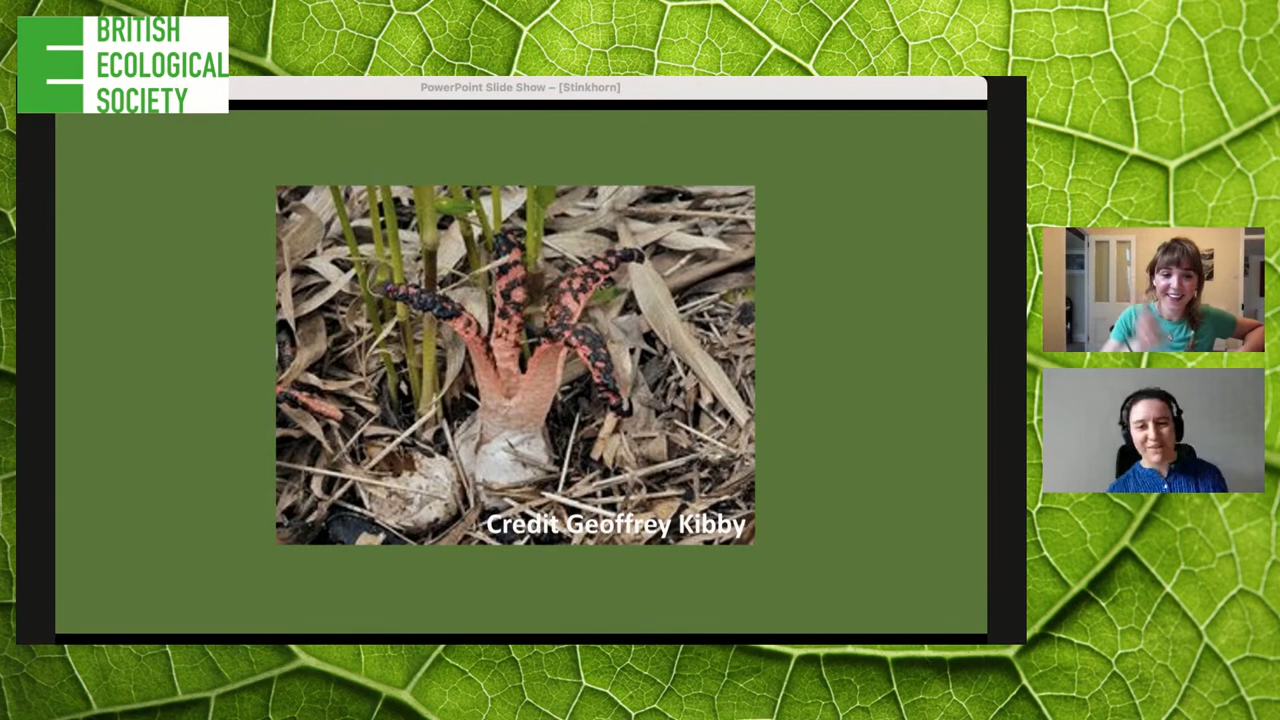 BRITISH
ECOLOGICAL
SOCIETY
PowerPoint Slide Show – [Stinkhorn]
Credit Geoffrey Kibby